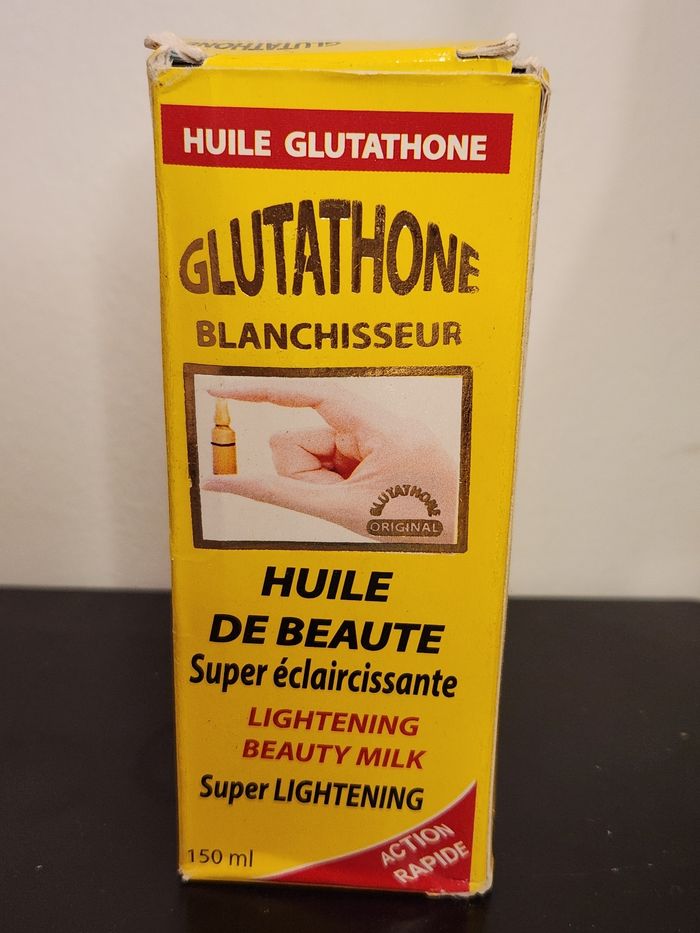 GLUTATHONE
HUILE GLUTATHONE
GLUTATHONE
BLANCHISSEUR
GLUTATHONE
ORIGINAL
HUILE
DE BEAUTE
Super éclaircissante
LIGHTENING
BEAUTY MILK
Super LIGHTENING
150 ml
ACTION
RAPIDE